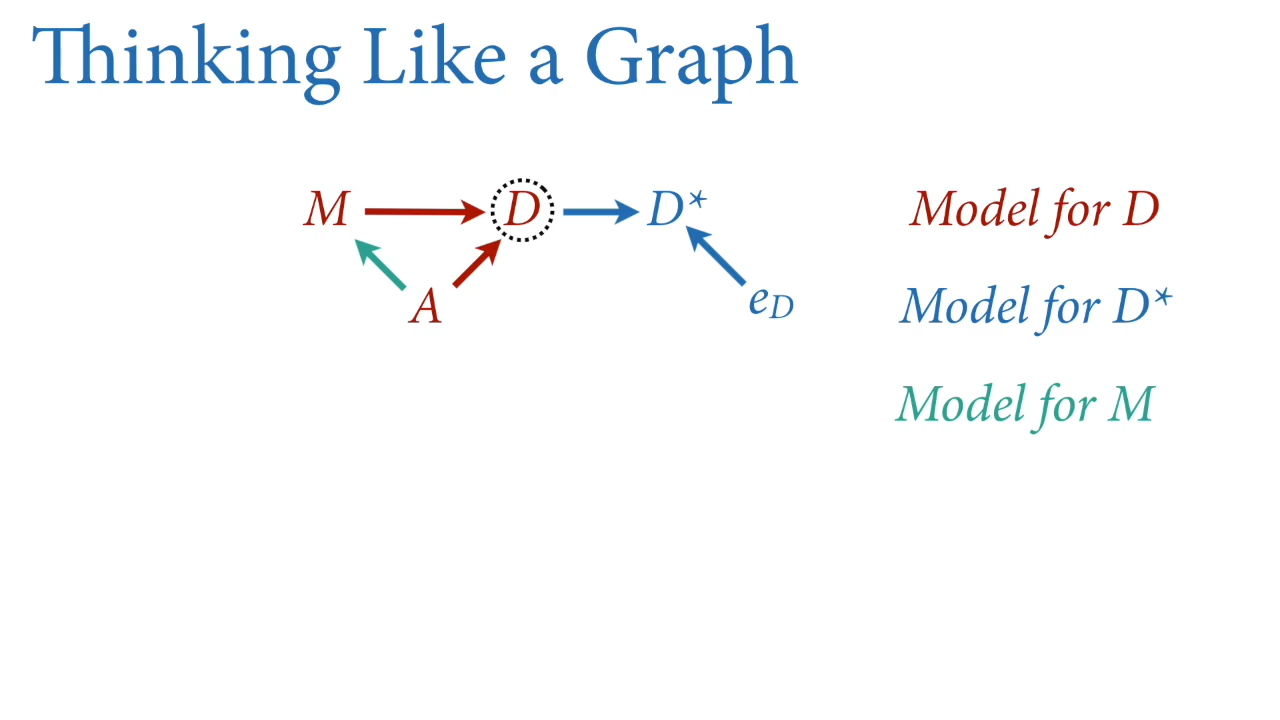 Thinking Like a Graph
M D D*
A e_D
Model for D
Model for D*
Model for M